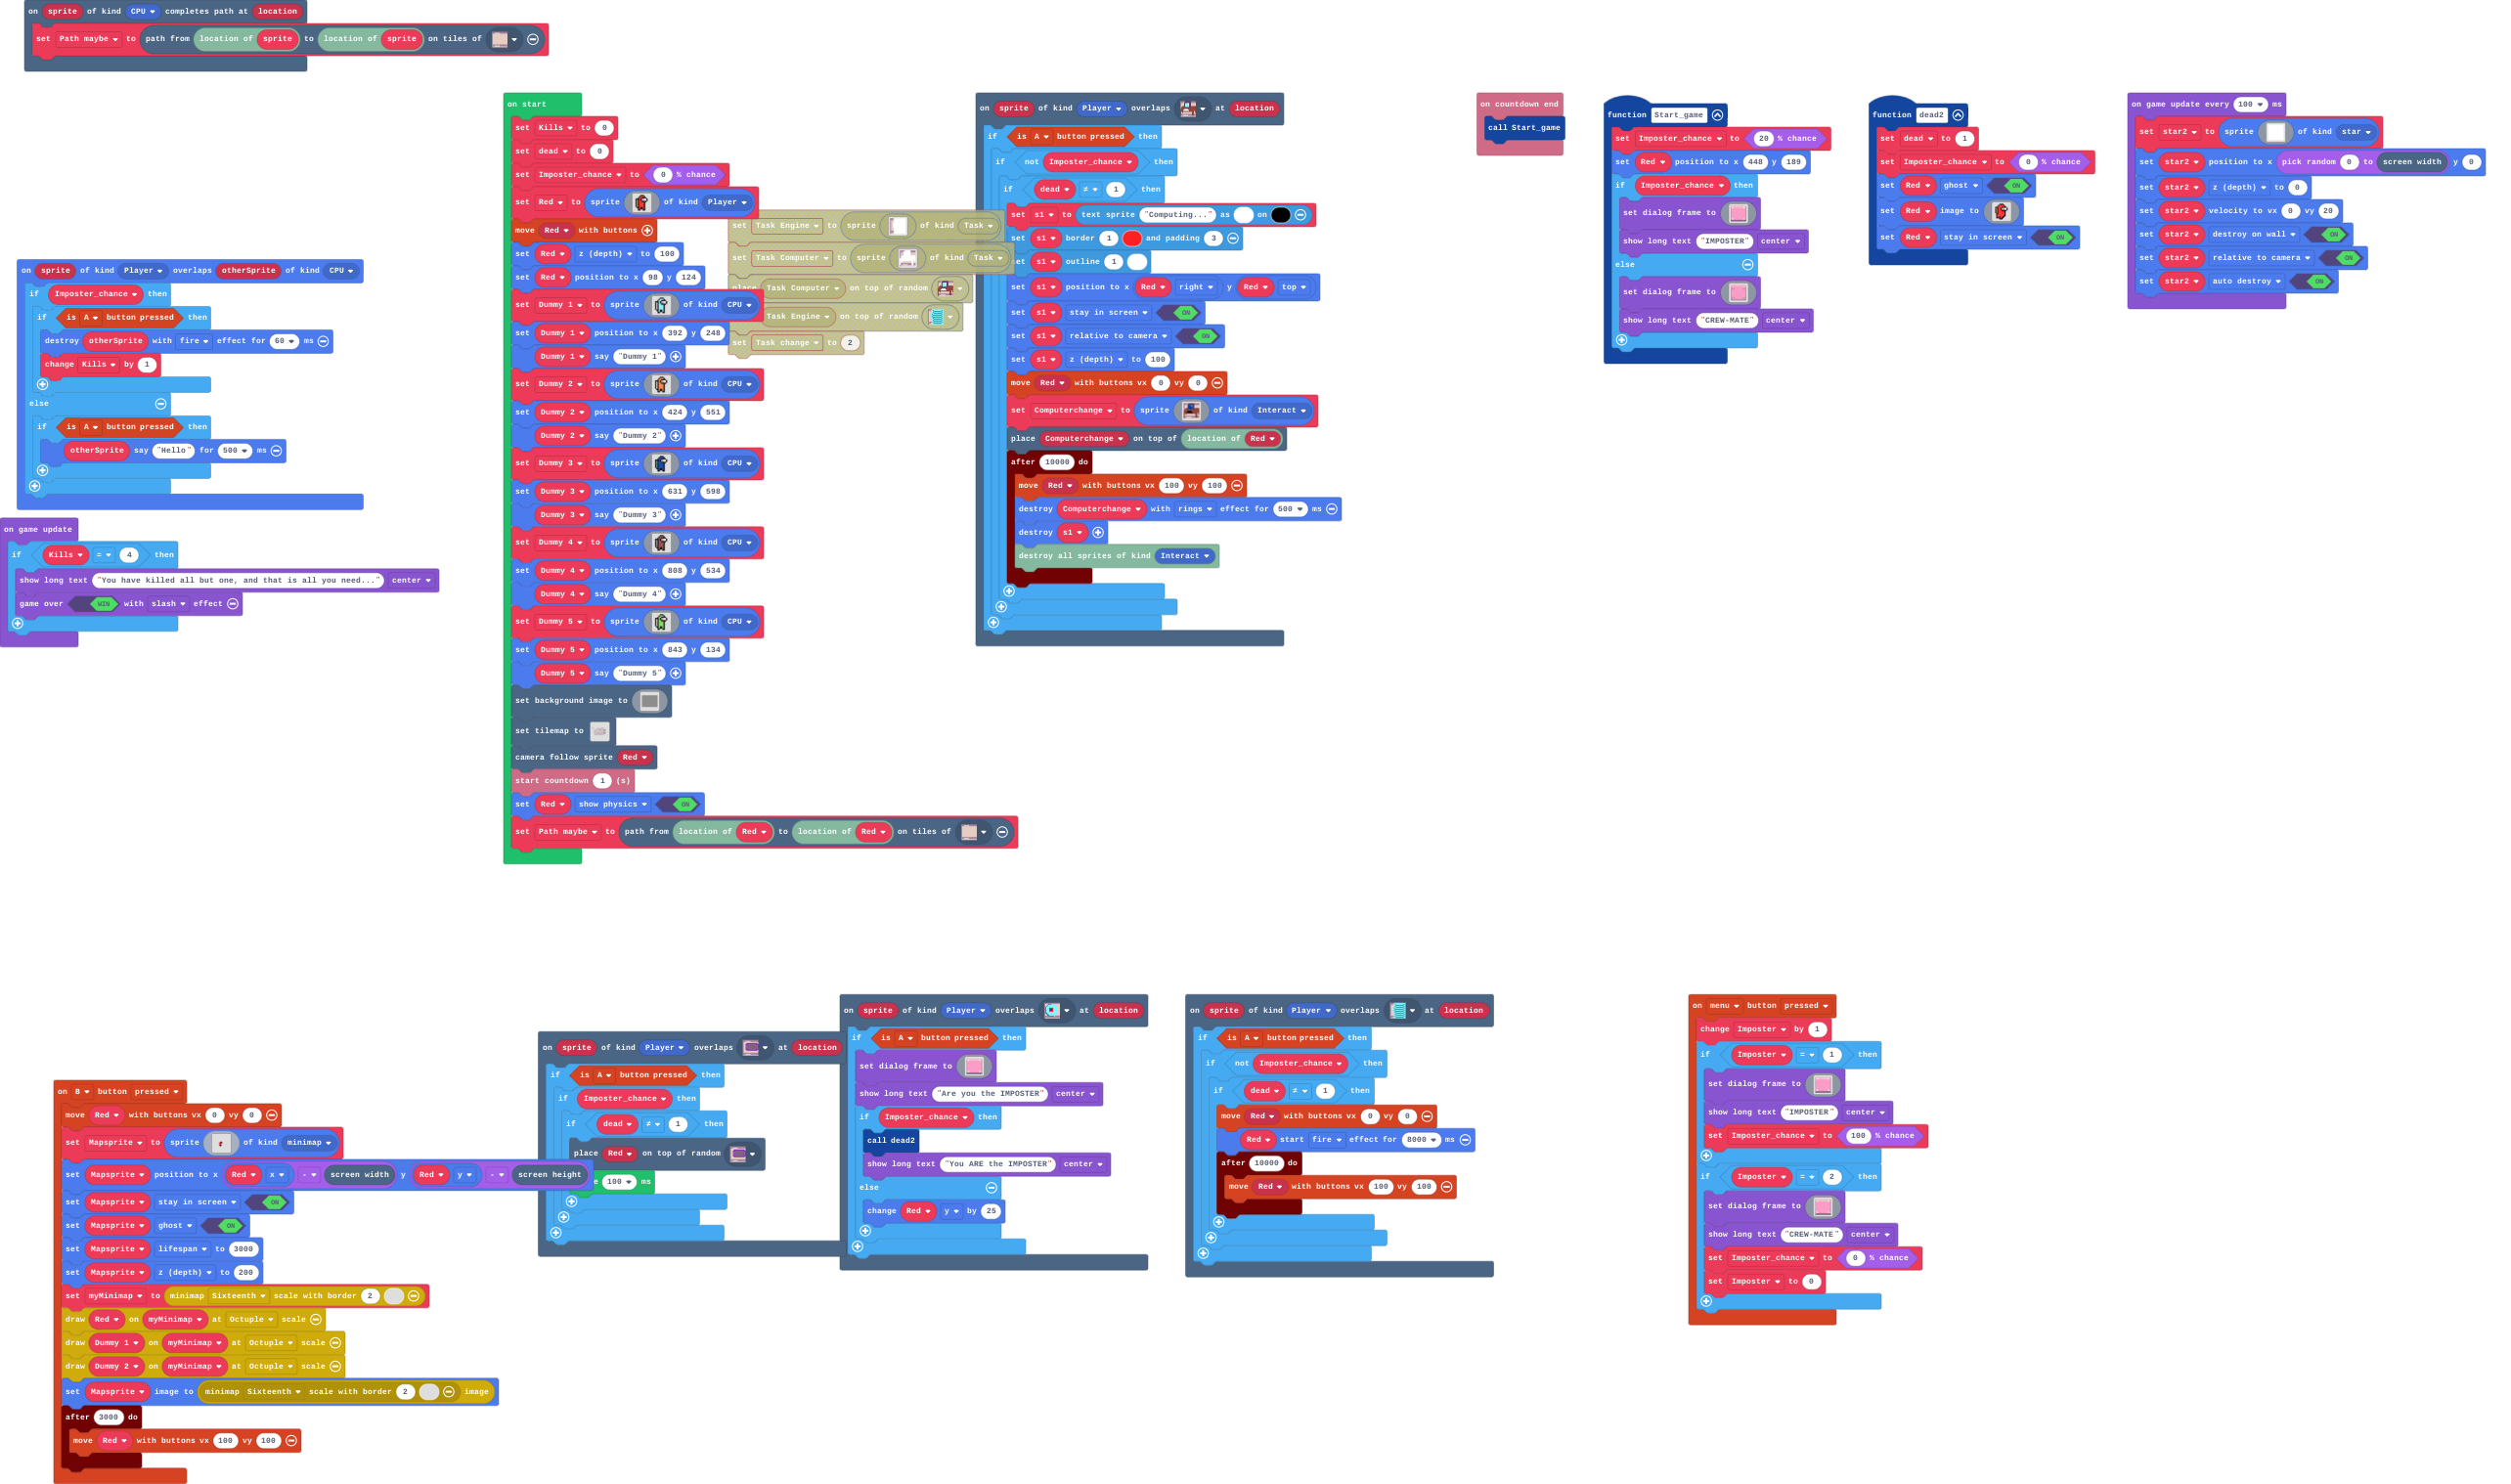 on sprite of kind CPU completes path at location
set Path maybe to path from location of sprite to location of sprite on tiles of
on sprite of kind Player overlaps otherSprite of kind CPU
if Imposter_chance then
if is A button pressed then
destroy otherSprite with fire effect for 60 ms
change Kills by 1
else
if is A button pressed then
otherSprite say "Hello" for 500 ms
on game update
if Kills = 4 then
show long text "You have killed all but one, and that is all you need..." center
game over WIN with slash effect
on start
set Kills to 0
set dead to 0
set Imposter_chance to 0 % chance
set Red to sprite of kind Player
move Red with buttons
set Red z (depth) to 100
set Red position to x 98 y 124
set Dummy 1 to sprite of kind CPU
set Dummy 1 position to x 392 y 248
Dummy 1 say "Dummy 1"
set Dummy 2 to sprite of kind CPU
set Dummy 2 position to x 424 y 551
Dummy 2 say "Dummy 2"
set Dummy 3 to sprite of kind CPU
set Dummy 3 position to x 631 y 598
Dummy 3 say "Dummy 3"
set Dummy 4 to sprite of kind CPU
set Dummy 4 position to x 808 y 534
Dummy 4 say "Dummy 4"
set Dummy 5 to sprite of kind CPU
set Dummy 5 position to x 843 y 134
Dummy 5 say "Dummy 5"
set background image to
set tilemap to
camera follow sprite Red
start countdown 1 (s)
set Red show physics ON
set Path maybe to path from location of Red to location of Red on tiles of
set Task Engine to sprite of kind Task
set Task Computer to sprite of kind Task
place Task Computer on top of random
Task Engine on top of random
set Task change to 2
on sprite of kind Player overlaps at location
if is A button pressed then
if not Imposter_chance then
if dead ≠ 1 then
set s1 to text sprite "Computing..." as on
set s1 border 1 and padding 3
set s1 outline 1
set s1 position to x Red right y Red top
set s1 stay in screen ON
set s1 relative to camera ON
set s1 z (depth) to 100
move Red with buttons vx 0 vy 0
set Computerchange to sprite of kind Interact
place Computerchange on top of location of Red
after 10000 do
move Red with buttons vx 100 vy 100
destroy Computerchange with rings effect for 500 ms
destroy s1
destroy all sprites of kind Interact
on countdown end
call Start_game
function Start_game
set Imposter_chance to 20 % chance
set Red position to x 448 y 189
if Imposter_chance then
set dialog frame to
show long text "IMPOSTER" center
else
set dialog frame to
show long text "CREW-MATE" center
function dead2
set dead to 1
set Imposter_chance to 0 % chance
set Red ghost ON
set Red image to
set Red stay in screen ON
on game update every 100 ms
set star2 to sprite of kind star
set star2 position to x pick random 0 to screen width y 0
set star2 z (depth) to 0
set star2 velocity to vx 0 vy 20
set star2 destroy on wall ON
set star2 relative to camera ON
set star2 auto destroy ON
on B button pressed
move Red with buttons vx 0 vy 0
set Mapsprite to sprite of kind minimap
set Mapsprite position to x Red x - screen width y Red y - screen height
set Mapsprite stay in screen ON
set Mapsprite ghost ON
set Mapsprite lifespan to 3000
set Mapsprite z (depth) to 200
set myMinimap to minimap Sixteenth scale with border 2
draw Red on myMinimap at Octuple scale
draw Dummy 1 on myMinimap at Octuple scale
draw Dummy 2 on myMinimap at Octuple scale
set Mapsprite image to minimap Sixteenth scale with border 2 image
after 3000 do
move Red with buttons vx 100 vy 100
on sprite of kind Player overlaps at location
if is A button pressed then
if Imposter_chance then
if dead ≠ 1 then
place Red on top of random
100 ms
on sprite of kind Player overlaps at location
if is A button pressed then
set dialog frame to
show long text "Are you the IMPOSTER" center
if Imposter_chance then
call dead2
show long text "You ARE the IMPOSTER" center
else
change Red y by 25
on sprite of kind Player overlaps at location
if is A button pressed then
if not Imposter_chance then
if dead ≠ 1 then
move Red with buttons vx 0 vy 0
Red start fire effect for 8000 ms
after 10000 do
move Red with buttons vx 100 vy 100
on menu button pressed
change Imposter by 1
if Imposter = 1 then
set dialog frame to
show long text "IMPOSTER" center
set Imposter_chance to 100 % chance
if Imposter = 2 then
set dialog frame to
show long text "CREW-MATE" center
set Imposter_chance to 0 % chance
set Imposter to 0